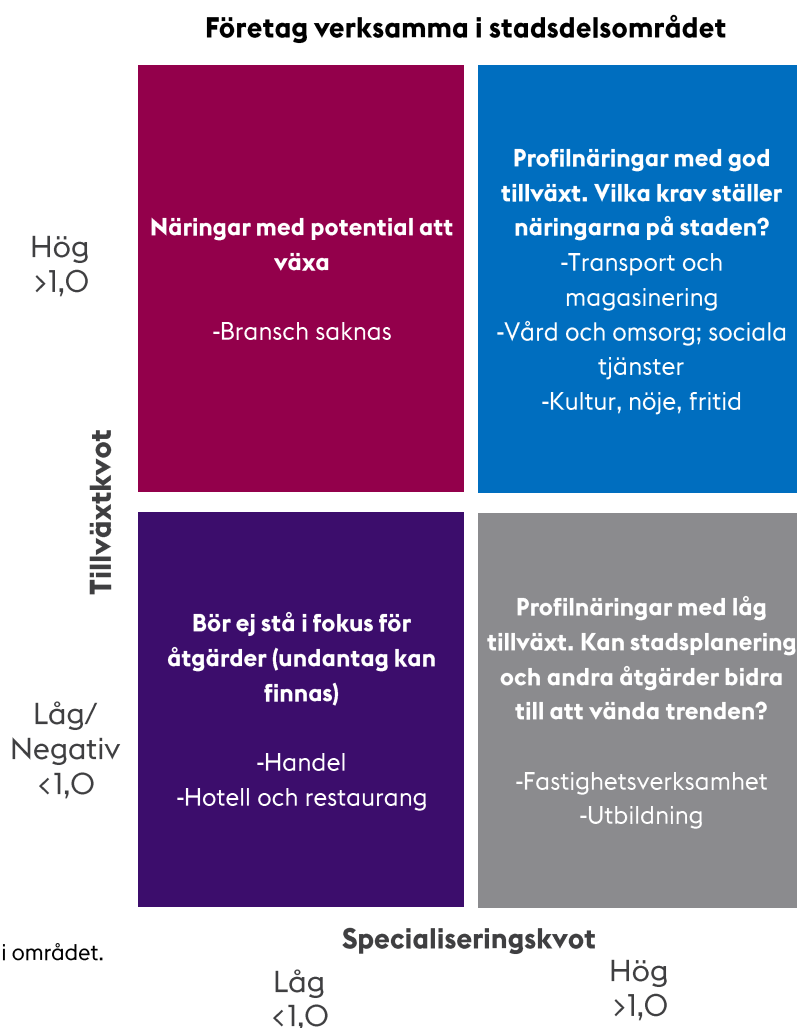 Företag verksamma i stadsdelsområdet
Näringar med potential att
växa
-Bransch saknas
Profilnäringar med god
tillväxt. Vilka krav ställer
näringarna på staden?
-Transport och
magasinering
-Vård och omsorg; sociala
tjänster
-Kultur, nöje, fritid
Hög
>1,0
Tillväxtkvot
Bör ej stå i fokus för
åtgärder (undantag kan
finnas)
-Handel
-Hotell och restaurang
Profilnäringar med låg
tillväxt. Kan stadsplanering
och andra åtgärder bidra
till att vända trenden?
-Fastighetsverksamhet
-Utbildning
Låg/
Negativ
<1,0
Specialiseringskvot
i området.
Låg
<1,0
Hög
>1,0